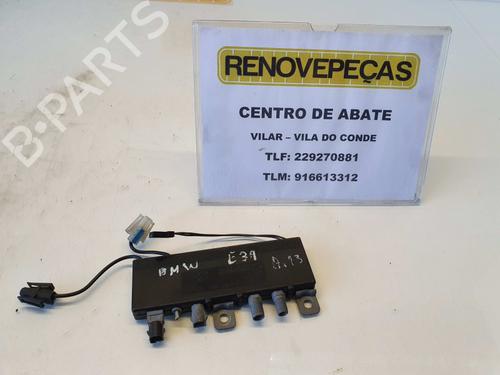 RENOVEPEÇAS
CENTRO DE ABATE
VILAR – VILA DO CONDE
TLF: 229270881
TLM: 916613312
B-PARTS
BMW E39